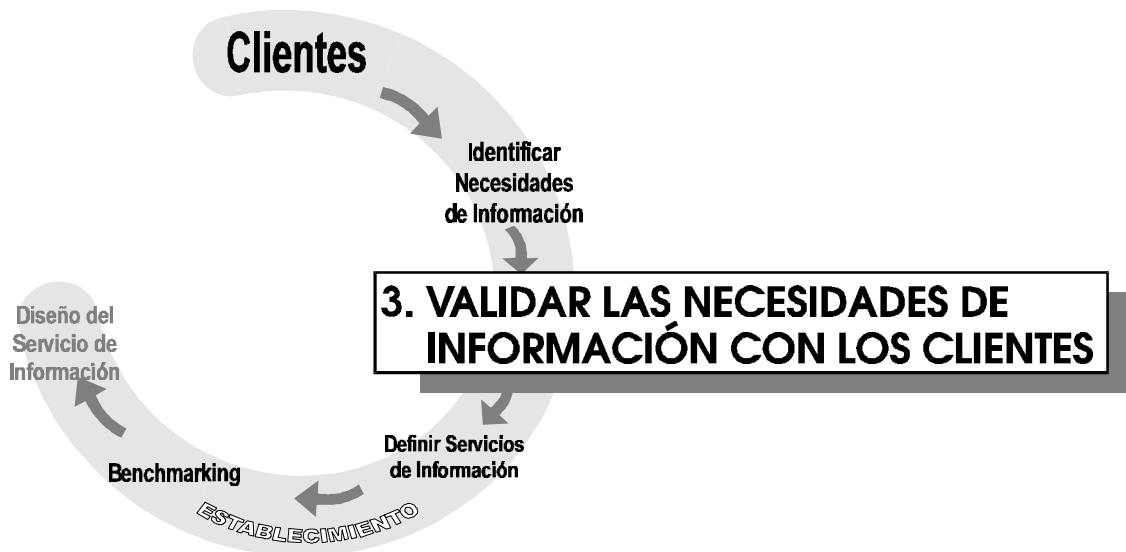 Clientes
Identificar
Necesidades
de Información
3. VALIDAR LAS NECESIDADES DE
INFORMACIÓN CON LOS CLIENTES
Definir Servicios
de Información
ESTABLECIMIENTO
Benchmarking
Diseño del
Servicio de
Información